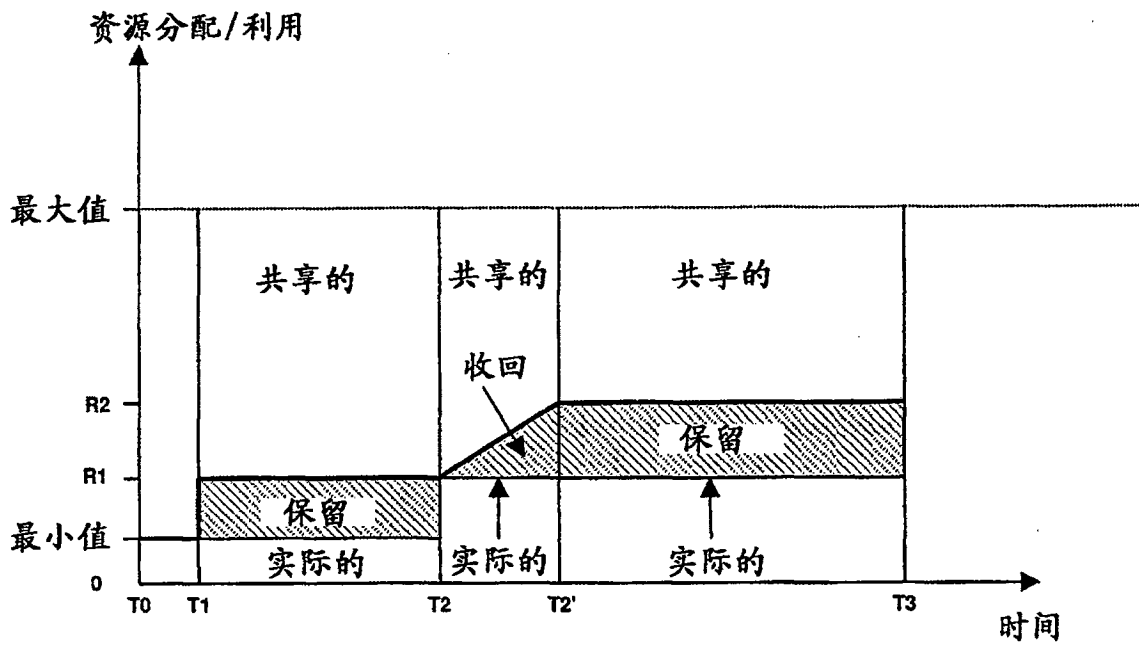 资源分配/利用
最大值
共享的
共享的
共享的
收回
R2
保留
R1
保留
最小值
实际的
实际的
实际的
0
T0
T1
T2
T2'
T3
时间